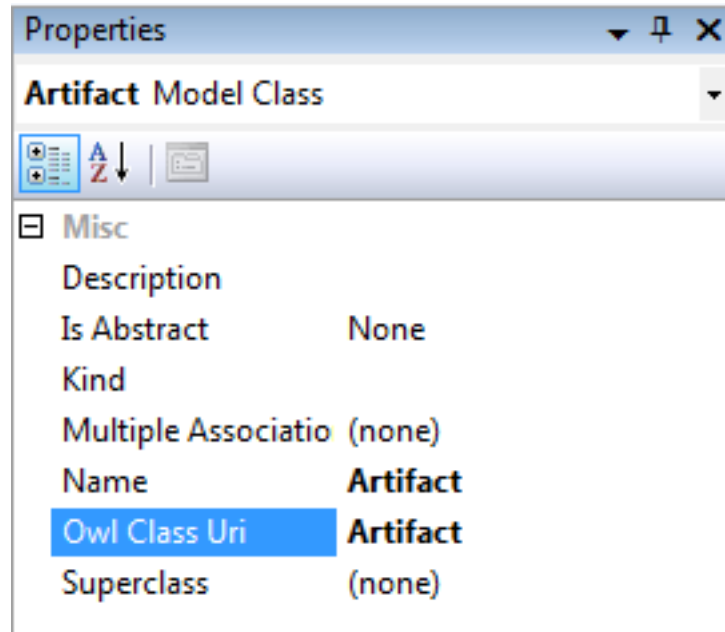 Properties
Artifact Model Class
A
Z
Misc
Description
Is Abstract None
Kind
Multiple Associatio (none)
Name Artifact
Owl Class Uri Artifact
Superclass (none)